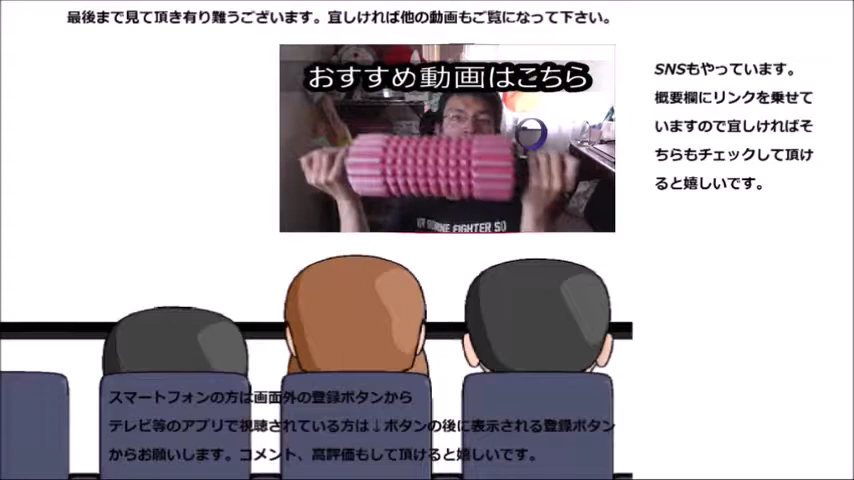 最後まで見て頂き有り難うございます。宜しければ他の動画もご覧になって下さい。
おすすめ動画はこちら
SNSもやっています。
概要欄にリンクを乗せて
いますので宜しければそ
ちらもチェックして頂け
ると嬉しいです。
FIGHTER SO
スマートフォンの方は画面外の登録ボタンから
テレビ等のアプリで視聴されている方は↓ボタンの後に表示される登録ボタン
からお願いします。コメント、高評価もして頂けると嬉しいです。